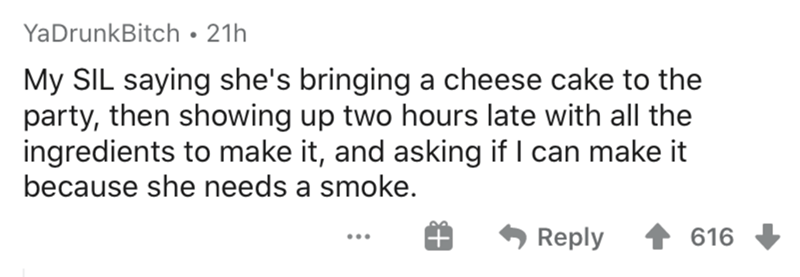 YaDrunkBitch • 21h
My SIL saying she's bringing a cheese cake to the
party, then showing up two hours late with all the
ingredients to make it, and asking if I can make it
because she needs a smoke.
... Reply 616